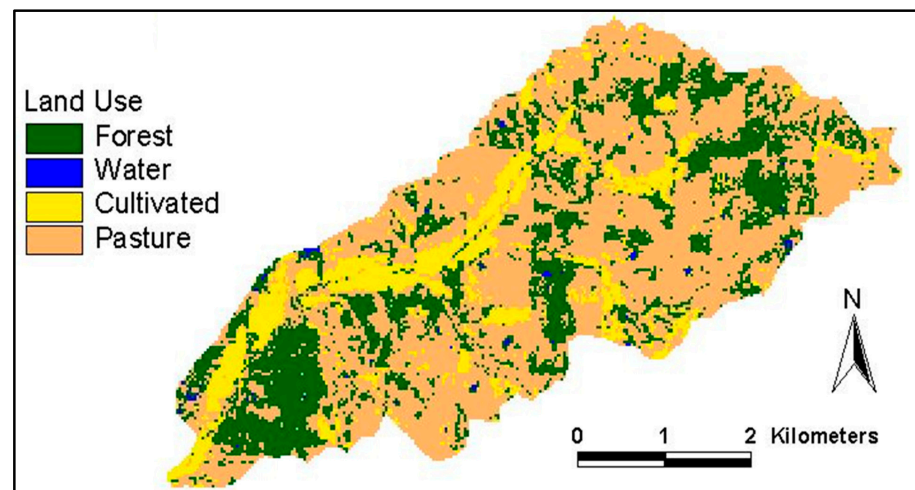 Land Use
Forest
Water
Cultivated
Pasture
N
0 1 2 Kilometers